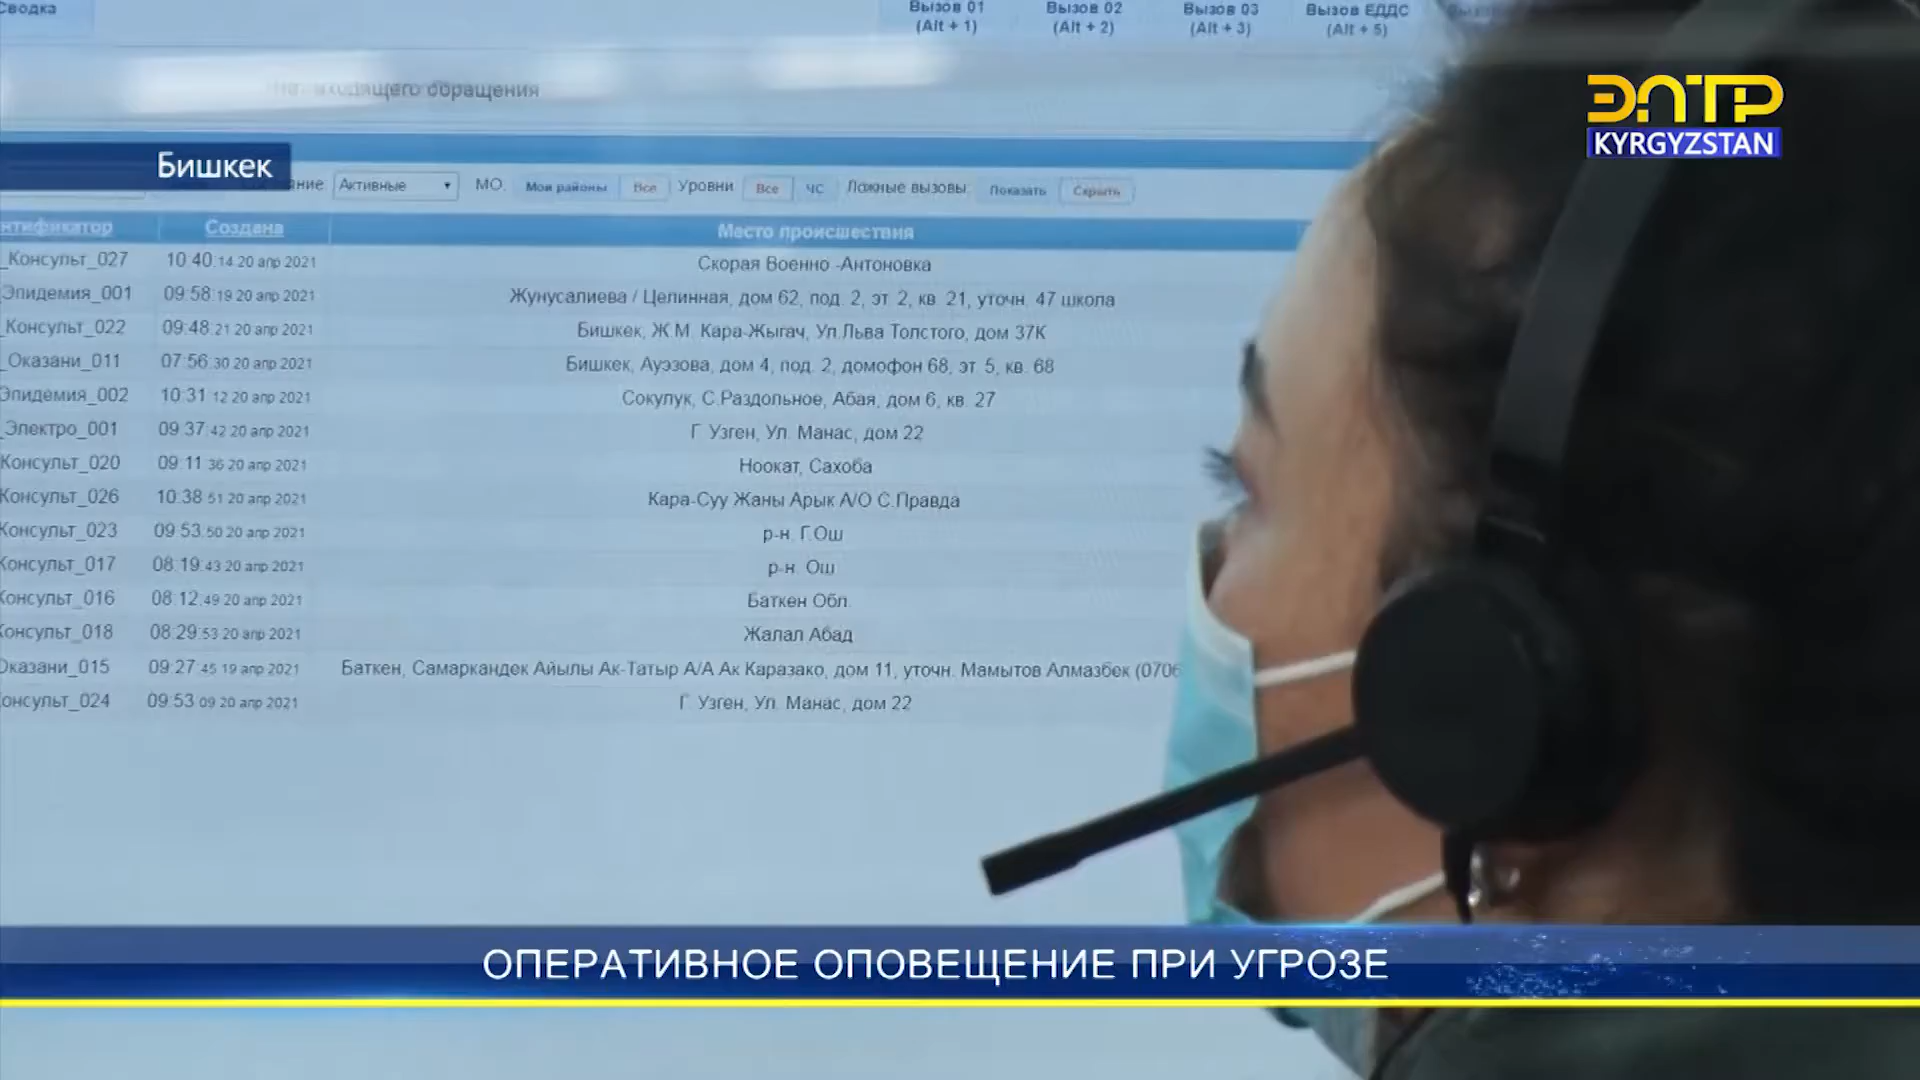 Сводка
Вызов 01 (Alt + 1)
Вызов 02 (Alt + 2)
Вызов 03 (Alt + 3)
Вызов ЕДДС (Alt + 5)
входящего обращения
ЭЛТР
KYRGYZSTAN
Бишкек
ние Активные МО: Мои районы Все Уровни Все ЧС Ложные вызовы Показать Скрыть
нтификатор Создана Место происшествия
_Консульт_027 10:40:14 20 апр 2021 Скорая Военно -Антоновка
Эпидемия_001 09:58:19 20 апр 2021 Жунусалиева / Целинная, дом 62, под. 2, эт. 2, кв. 21, уточн. 47 школа
_Консульт_022 09:48:21 20 апр 2021 Бишкек, Ж.М. Кара-Жыгач, Ул.Льва Толстого, дом 37К
_Оказани_011 07:56:30 20 апр 2021 Бишкек, Ауэзова, дом 4, под. 2, домофон 68, эт. 5, кв. 68
Эпидемия_002 10:31:12 20 апр 2021 Сокулук, С.Раздольное, Абая, дом 6, кв. 27
_Электро_001 09:37:42 20 апр 2021 Г. Узген, Ул. Манас, дом 22
Консульт_020 09:11:36 20 апр 2021 Ноокат, Сахоба
Консульт_026 10:38:51 20 апр 2021 Кара-Суу Жаны Арык А/О С.Правда
Консульт_023 09:53:50 20 апр 2021 р-н. Г.Ош
Консульт_017 08:19:43 20 апр 2021 р-н. Ош
Консульт_016 08:12:49 20 апр 2021 Баткен Обл.
Консульт_018 08:29:53 20 апр 2021 Жалал Абад
Оказани_015 09:27:45 19 апр 2021 Баткен, Самаркандек Айылы Ак-Татыр А/А Ак Каразако, дом 11, уточн. Мамытов Алмазбек (0706
онсульт_024 09:53:09 20 апр 2021 Г. Узген, Ул. Манас, дом 22
ОПЕРАТИВНОЕ ОПОВЕЩЕНИЕ ПРИ УГРОЗЕ